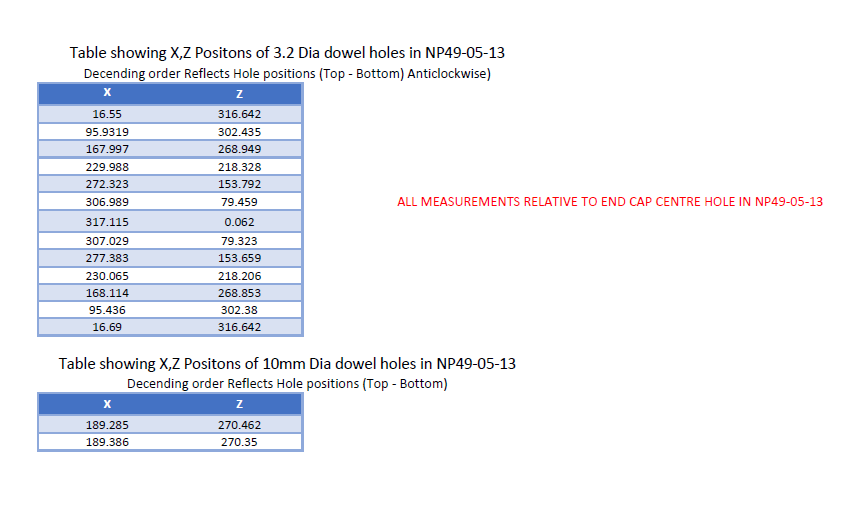 Table showing X,Z Positons of 3.2 Dia dowel holes in NP49-05-13
Decending order Reflects Hole positions (Top - Bottom) Anticlockwise)
X Z
16.55 316.642
95.9319 302.435
167.997 268.949
229.988 218.328
272.323 153.792
306.989 79.459
ALL MEASUREMENTS RELATIVE TO END CAP CENTRE HOLE IN NP49-05-13
317.115 0.062
307.029 79.323
277.383 153.659
230.065 218.206
168.114 268.853
95.436 302.38
16.69 316.642
Table showing X,Z Positons of 10mm Dia dowel holes in NP49-05-13
Decending order Reflects Hole positions (Top - Bottom)
X Z
189.285 270.462
189.386 270.35